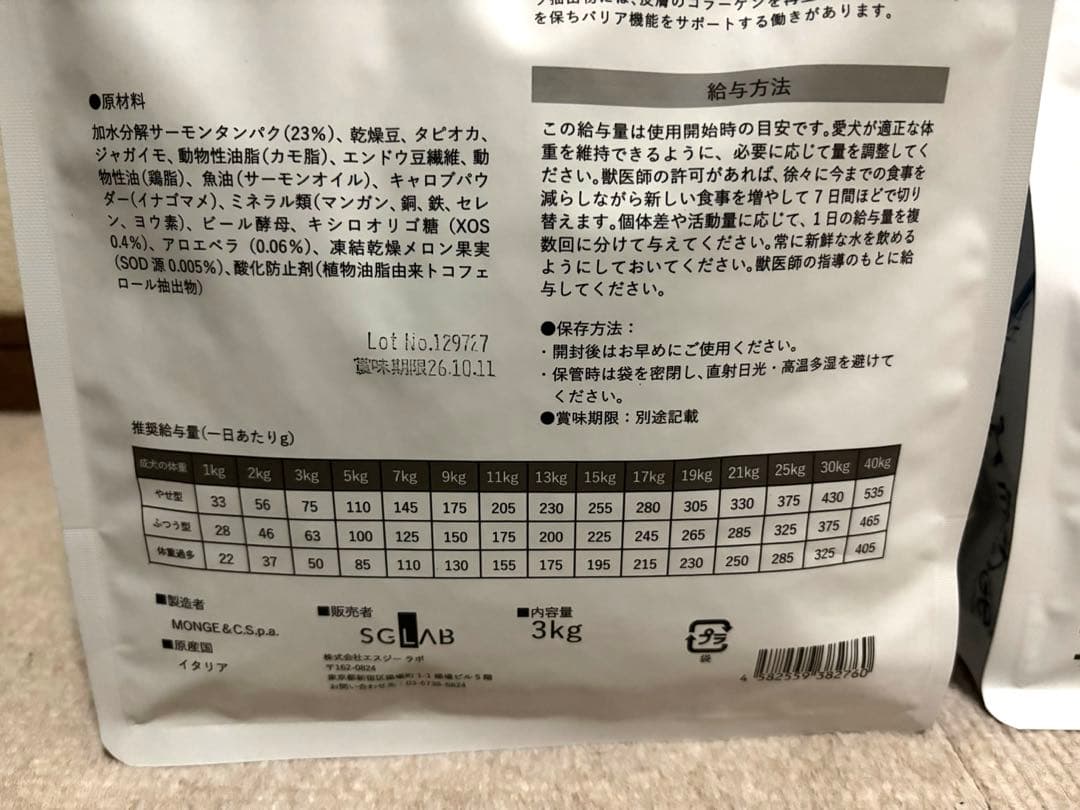 を保ちバリア機能をサポートする働きがあります。
●原材料
加水分解サーモンタンパク(23%)、乾燥豆、タピオカ、
ジャガイモ、動物性油脂(カモ脂)、エンドウ豆繊維、動
物性油(鶏脂)、魚油(サーモンオイル)、キャロブパウ
ダー(イナゴマメ)、ミネラル類(マンガン、銅、鉄、セレ
ン、ヨウ素)、ビール酵母、キシロオリゴ糖 (XOS
0.4%)、アロエベラ (0.06%)、凍結乾燥メロン果実
(SOD 源 0.005%)、酸化防止剤(植物油脂由来トコフェ
ロール抽出物)
Lot No.129727
賞味期限26.10.11
給与方法
この給与量は使用開始時の目安です。愛犬が適正な体
重を維持できるように、必要に応じて量を調整してく
ださい。獣医師の許可があれば、徐々に今までの食事を
減らしながら新しい食事を増やして 7 日間ほどで切り
替えます。個体差や活動量に応じて、1 日の給与量を複
数回に分けて与えてください。常に新鮮な水を飲める
ようにしておいてください。獣医師の指導のもとに給
与してください。
●保存方法：
・開封後はお早めにご使用ください。
・保管時は袋を密閉し、直射日光・高温多湿を避けて
ください。
●賞味期限：別途記載
推奨給与量(一日あたりg)
成犬の体重 1kg 2kg 3kg 5kg 7kg 9kg 11kg 13kg 15kg 17kg 19kg 21kg 25kg 30kg 40kg
やせ型 33 56 75 110 145 175 205 230 255 280 305 330 375 430 535
ふつう型 28 46 63 100 125 150 175 200 225 245 265 285 325 375 465
体重過多 22 37 50 85 110 130 155 175 195 215 230 250 285 325 405
■製造者
MONGE&C.S.p.a.
■原産国
イタリア
■販売者
SGLAB
株式会社エスジー ラボ
〒162-0824
■内容量
3kg
プラ
袋
4 582559 382760